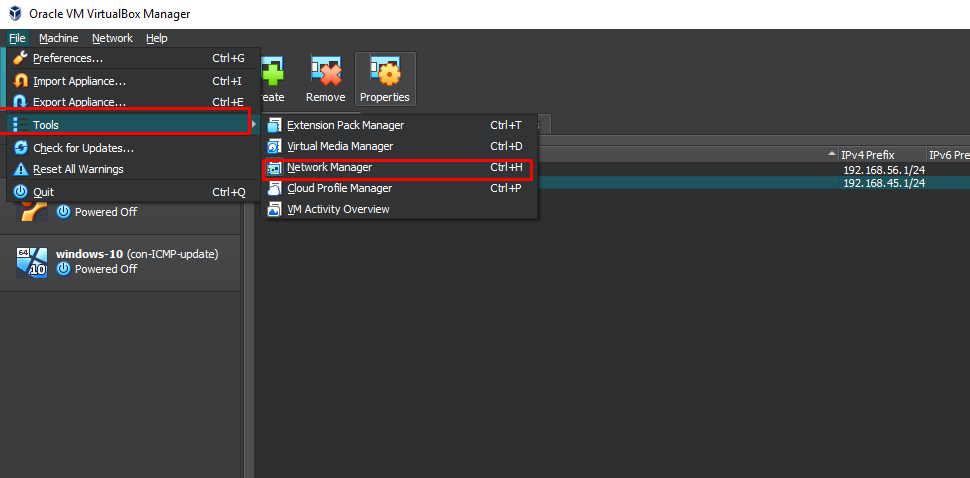 Oracle VM VirtualBox Manager
File Machine Network Help
Preferences... Ctrl+G
Import Appliance... Ctrl+I
Export Appliance... Ctrl+E
Tools
Check for Updates...
Reset All Warnings
Quit Ctrl+Q
reate Remove Properties
Extension Pack Manager Ctrl+T
Virtual Media Manager Ctrl+D
Network Manager Ctrl+H
Cloud Profile Manager Ctrl+P
VM Activity Overview
IPv4 Prefix IPv6 Pre
192.168.56.1/24
192.168.45.1/24
Powered Off
64
10
windows-10 (con-ICMP-update)
Powered Off